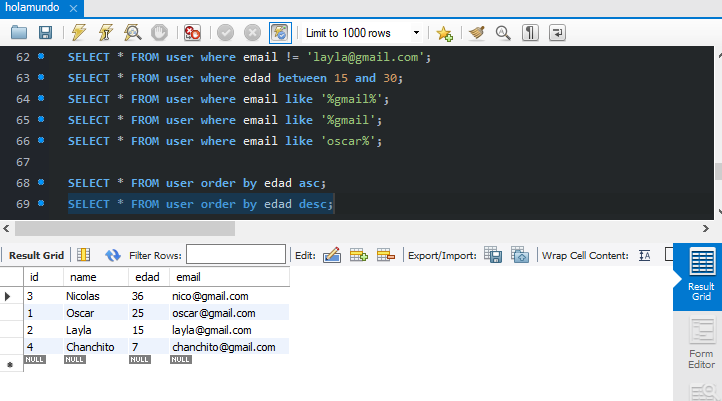 holamundo
Limit to 1000 rows
62 SELECT * FROM user where email != 'layla@gmail.com';
63 SELECT * FROM user where edad between 15 and 30;
64 SELECT * FROM user where email like '%gmail%';
65 SELECT * FROM user where email like '%gmail';
66 SELECT * FROM user where email like 'oscar%';
67
68 SELECT * FROM user order by edad asc;
69 SELECT * FROM user order by edad desc;
Result Grid Filter Rows: Edit: Export/Import: Wrap Cell Content:
id name edad email
3 Nicolas 36 nico@gmail.com
1 Oscar 25 oscar@gmail.com
2 Layla 15 layla@gmail.com
4 Chanchito 7 chanchito@gmail.com
NULL NULL NULL NULL
Result
Grid
Form
Editor